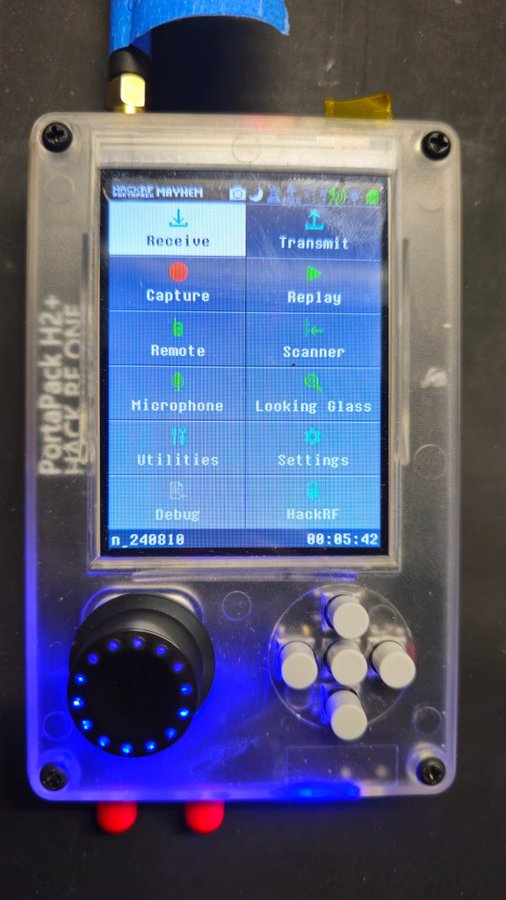 HACKRF PORTAPACK MAYHEM
Receive
Transmit
Capture
Replay
Remote
Scanner
Microphone
Looking Glass
Utilities
Settings
Debug
HackRF
n_240810
00:05:42
PortaPack H2+
HACK RF ONE